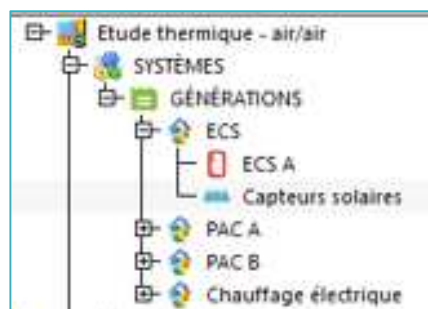 Etude thermique - air/air
SYSTÈMES
GÉNÉRATIONS
ECS
ECS A
Capteurs solaires
PAC A
PAC B
Chauffage électrique